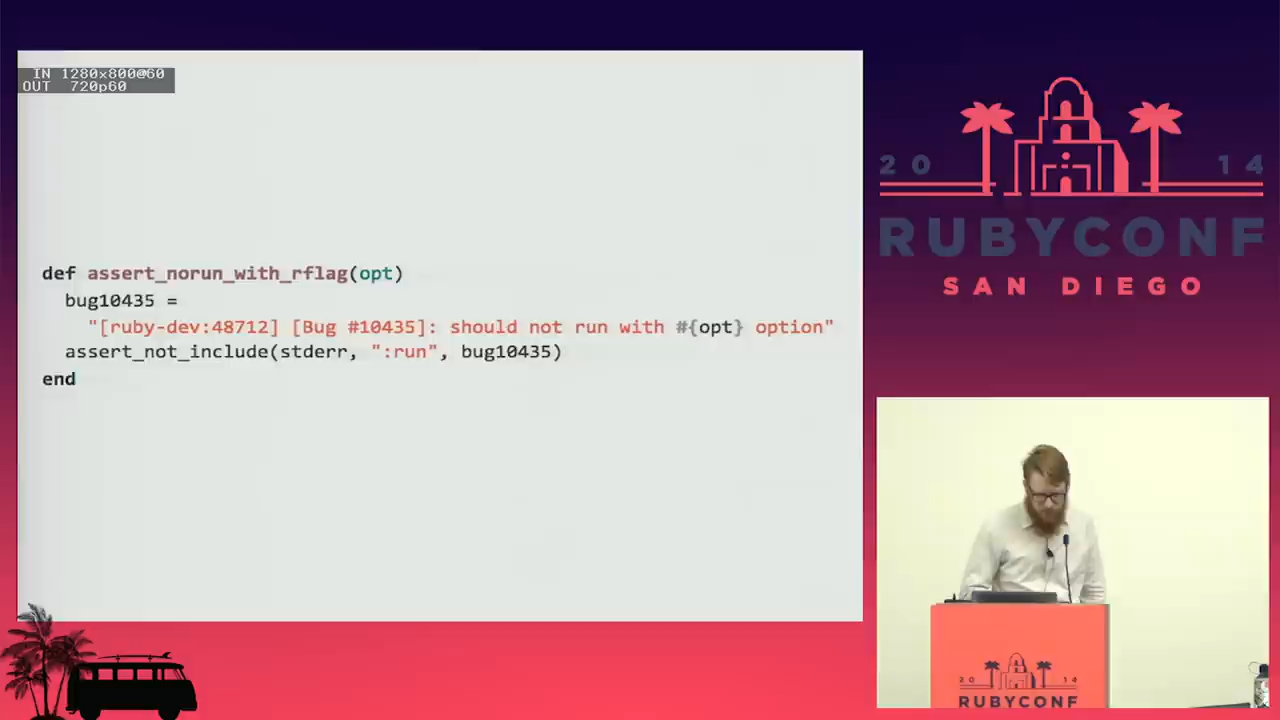 IN 1280x800@60
OUT 720p60
def assert_norun_with_rflag(opt)
bug10435 =
"[ruby-dev:48712] [Bug #10435]: should not run with #{opt} option"
assert_not_include(stderr, ":run", bug10435)
end
20 14
RUBYCONF
SAN DIEGO
20 14
RUBYCONF